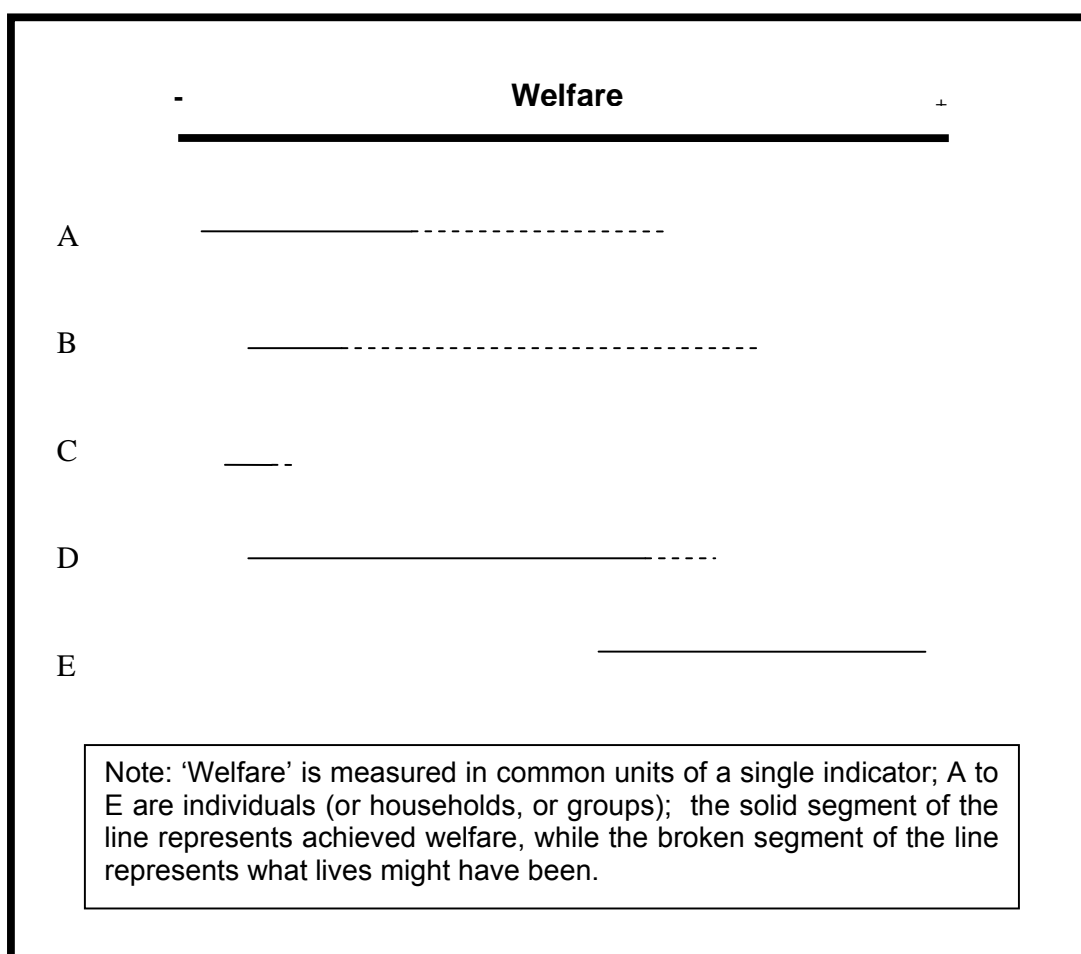 - Welfare +
A
B
C
D
E
Note: ‘Welfare’ is measured in common units of a single indicator; A to
E are individuals (or households, or groups);  the solid segment of the
line represents achieved welfare, while the broken segment of the line
represents what lives might have been.